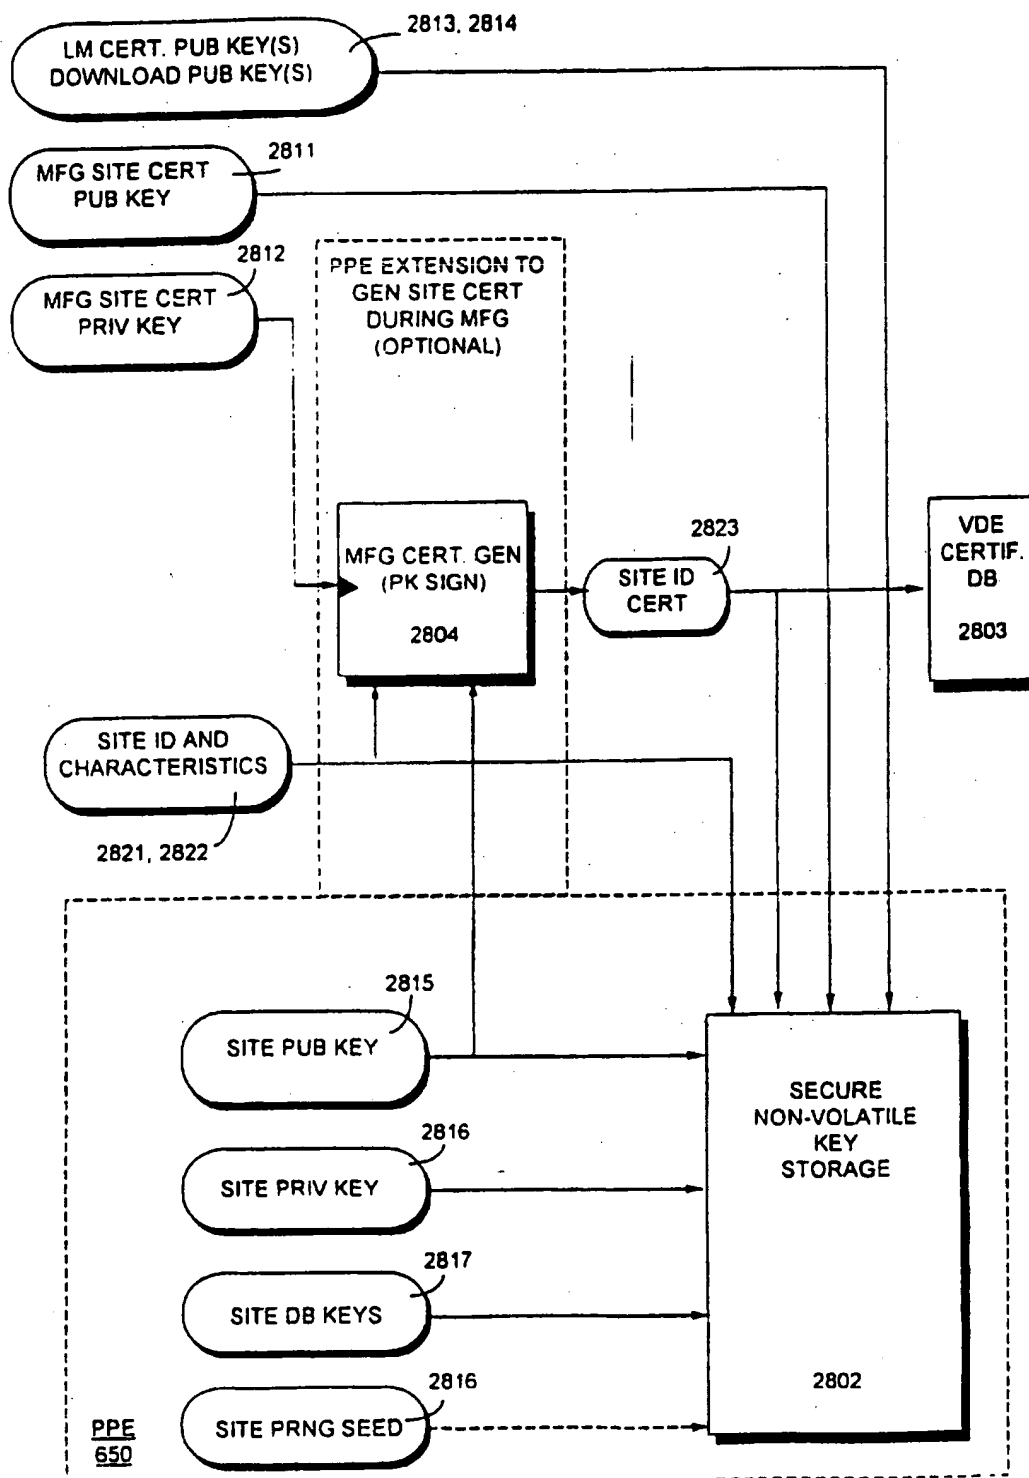 2813, 2814
LM CERT. PUB KEY(S)
DOWNLOAD PUB KEY(S)
2811
MFG SITE CERT
PUB KEY
2812
MFG SITE CERT
PRIV KEY
PPE EXTENSION TO
GEN SITE CERT
DURING MFG
(OPTIONAL)
MFG CERT. GEN
(PK SIGN)
2804
2823
SITE ID
CERT
VDE
CERTIF.
DB
2803
SITE ID AND
CHARACTERISTICS
2821, 2822
2815
SITE PUB KEY
2816
SITE PRIV KEY
2817
SITE DB KEYS
2816
SITE PRNG SEED
SECURE
NON-VOLATILE
KEY
STORAGE
2802
PPE
650